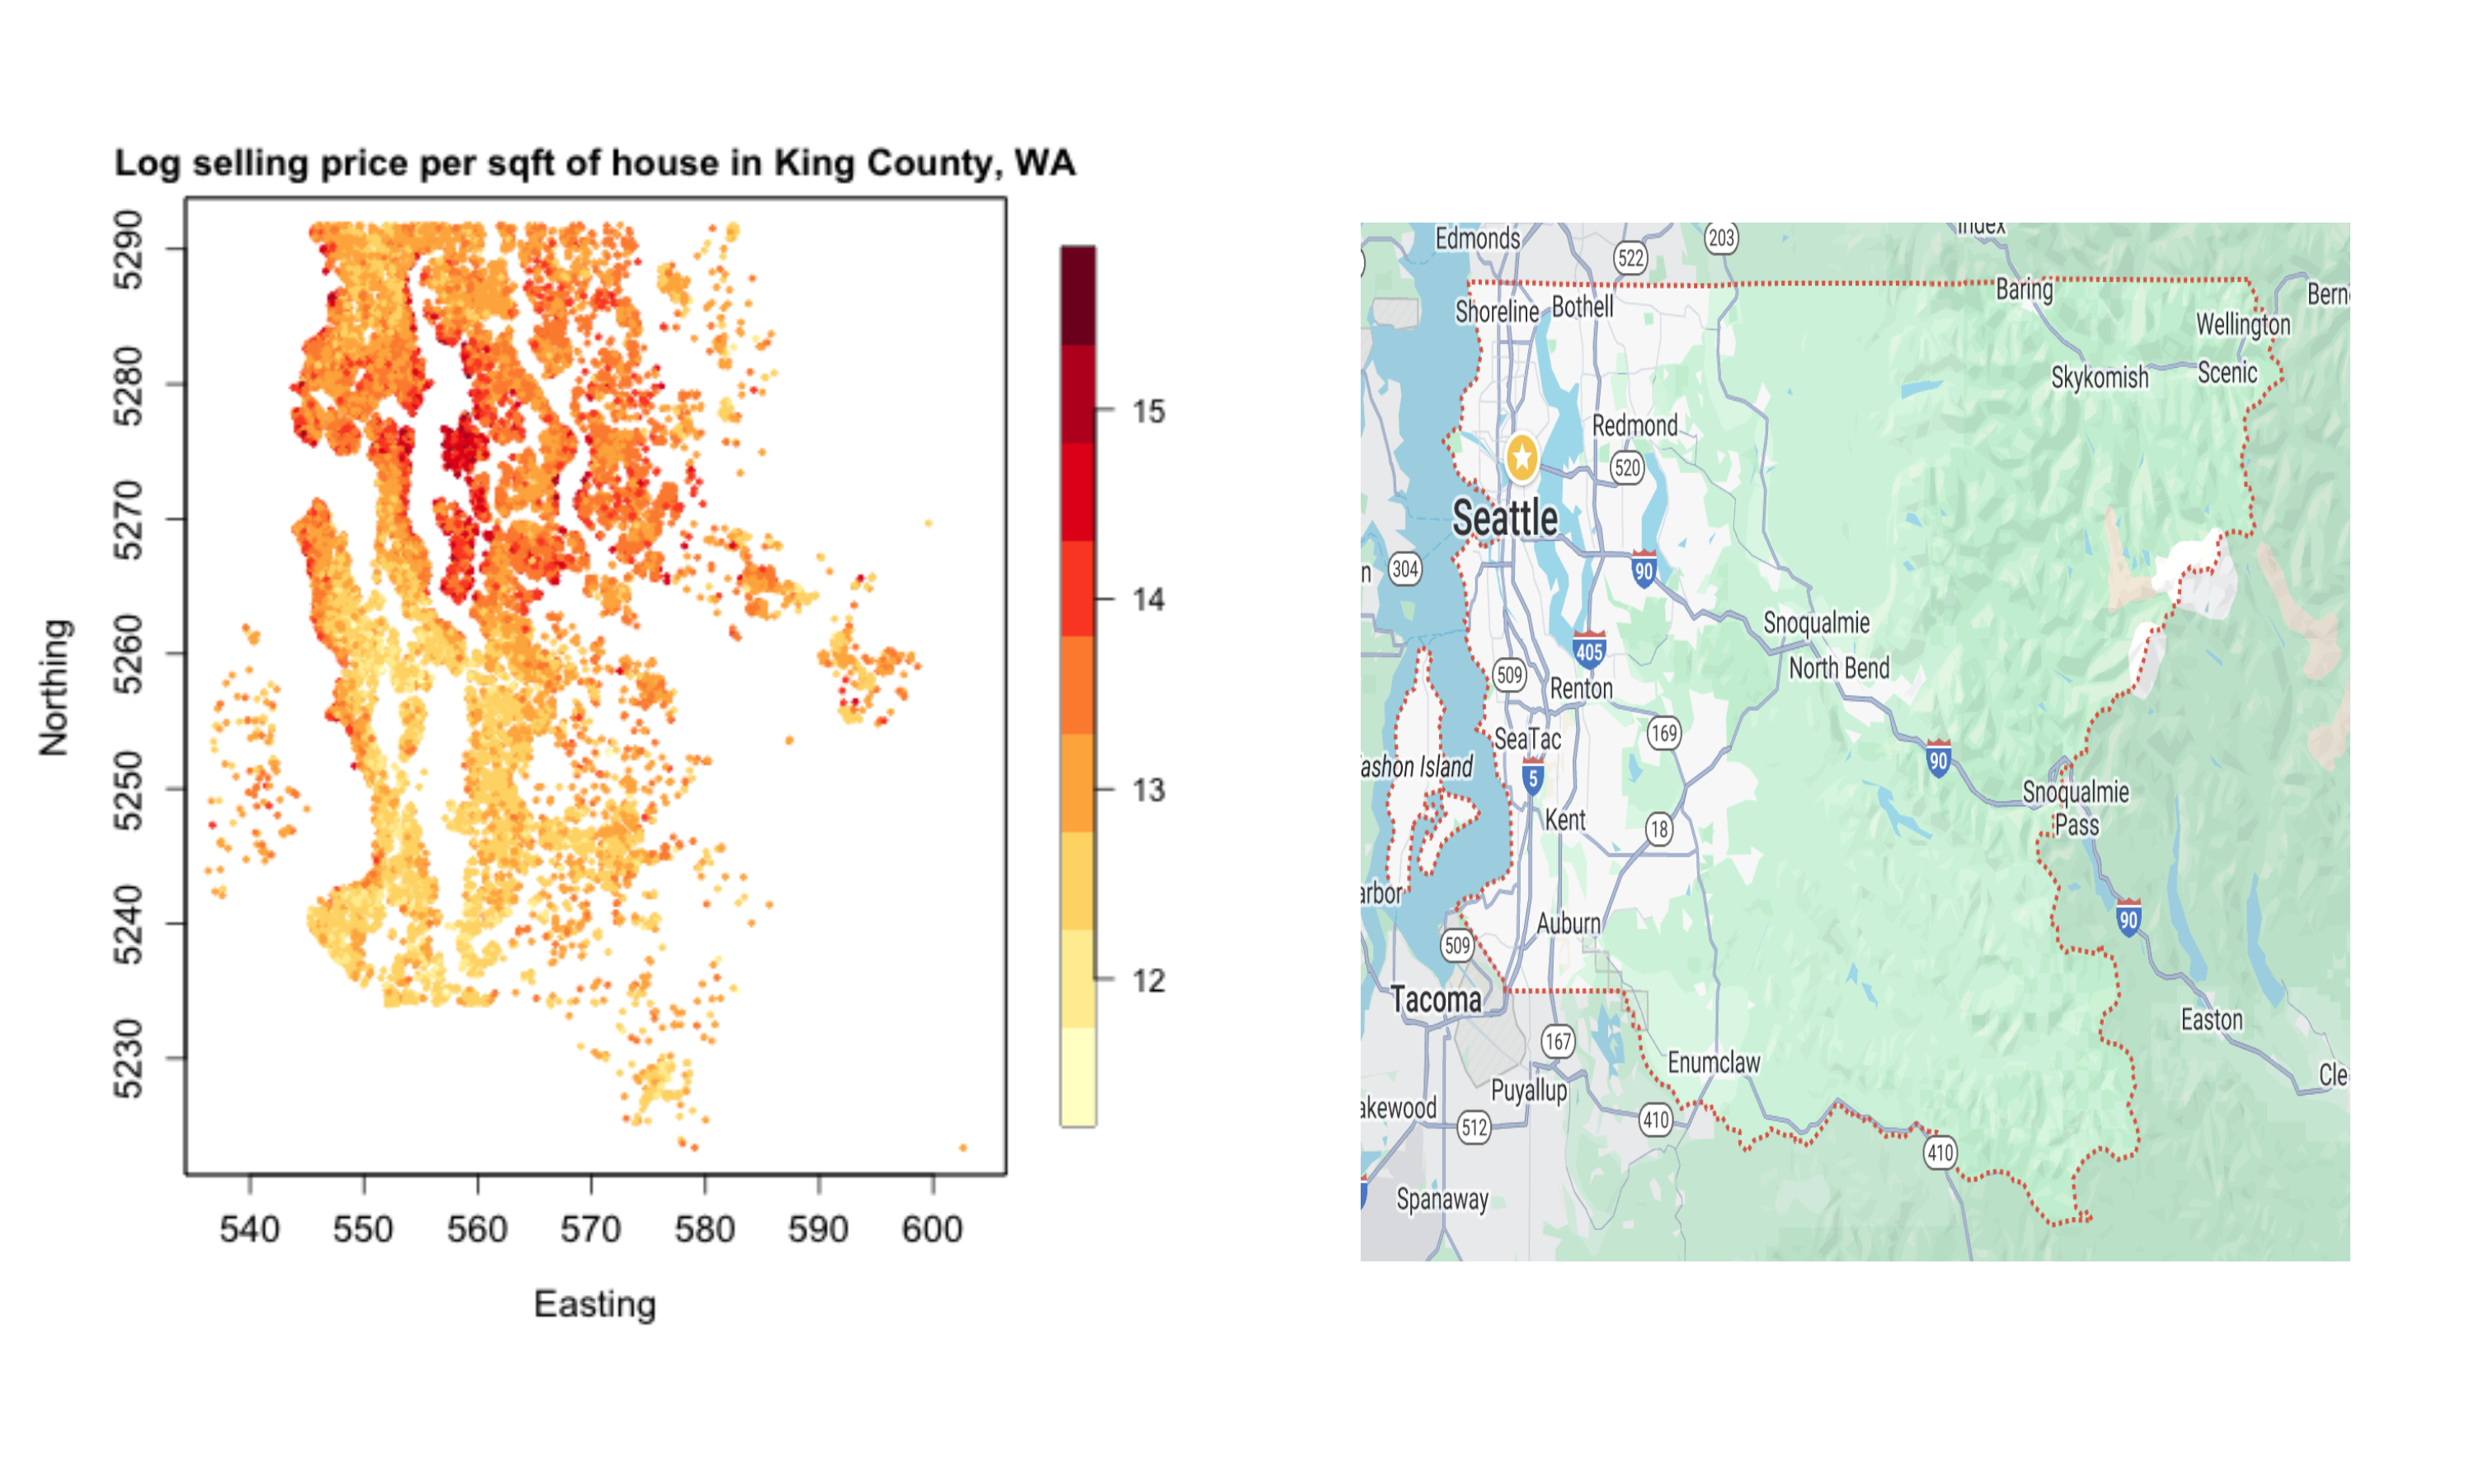 Log selling price per sqft of house in King County, WA
5290
5280
5270
5260
5250
5240
5230
Northing
540 550 560 570 580 590 600
Easting
15
14
13
12
Edmonds
522
203
Index
Shoreline
Bothell
Baring
Bern
Wellington
Skykomish
Scenic
Redmond
520
Seattle
304
n
90
Snoqualmie
405
North Bend
509
Renton
169
SeaTac
ashon Island
5
90
Snoqualmie
Pass
Kent
18
arbor
90
Auburn
509
Tacoma
Easton
167
Enumclaw
Puyallup
Cle
akewood
512
410
410
Spanaway